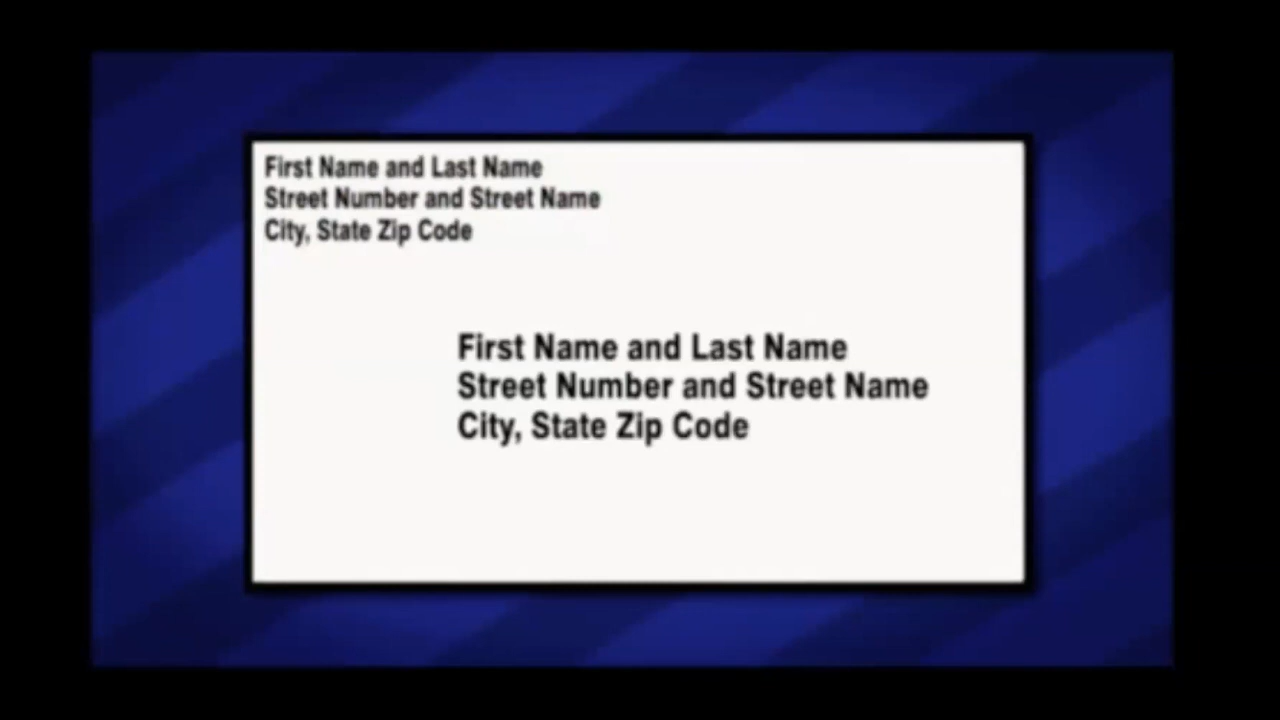 First Name and Last Name
Street Number and Street Name
City, State Zip Code
First Name and Last Name
Street Number and Street Name
City, State Zip Code